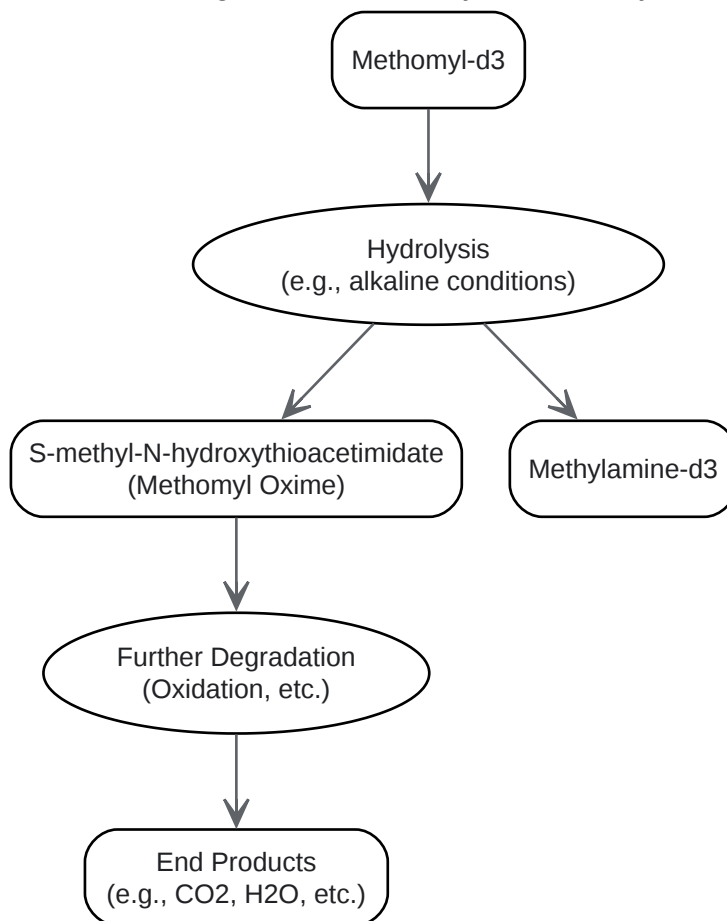 Methomyl-d3
Hydrolysis
(e.g., alkaline conditions)
S-methyl-N-hydroxythioacetimidate
(Methomyl Oxime)
Methylamine-d3
Further Degradation
(Oxidation, etc.)
End Products
(e.g., CO2, H2O, etc.)